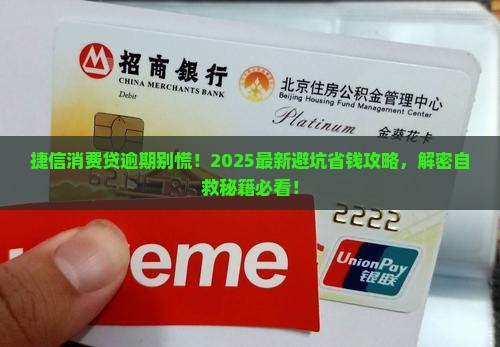 招商银行
CHINA MERCHANTS BANK
Debit
北京住房公积金管理中心
Beijing Housing Fund Management Center
Platinum
金葵花卡
捷信消费贷逾期别慌！2025最新避坑省钱攻略，解密自
救秘籍必看！
2222
UnionPay
银联
eme